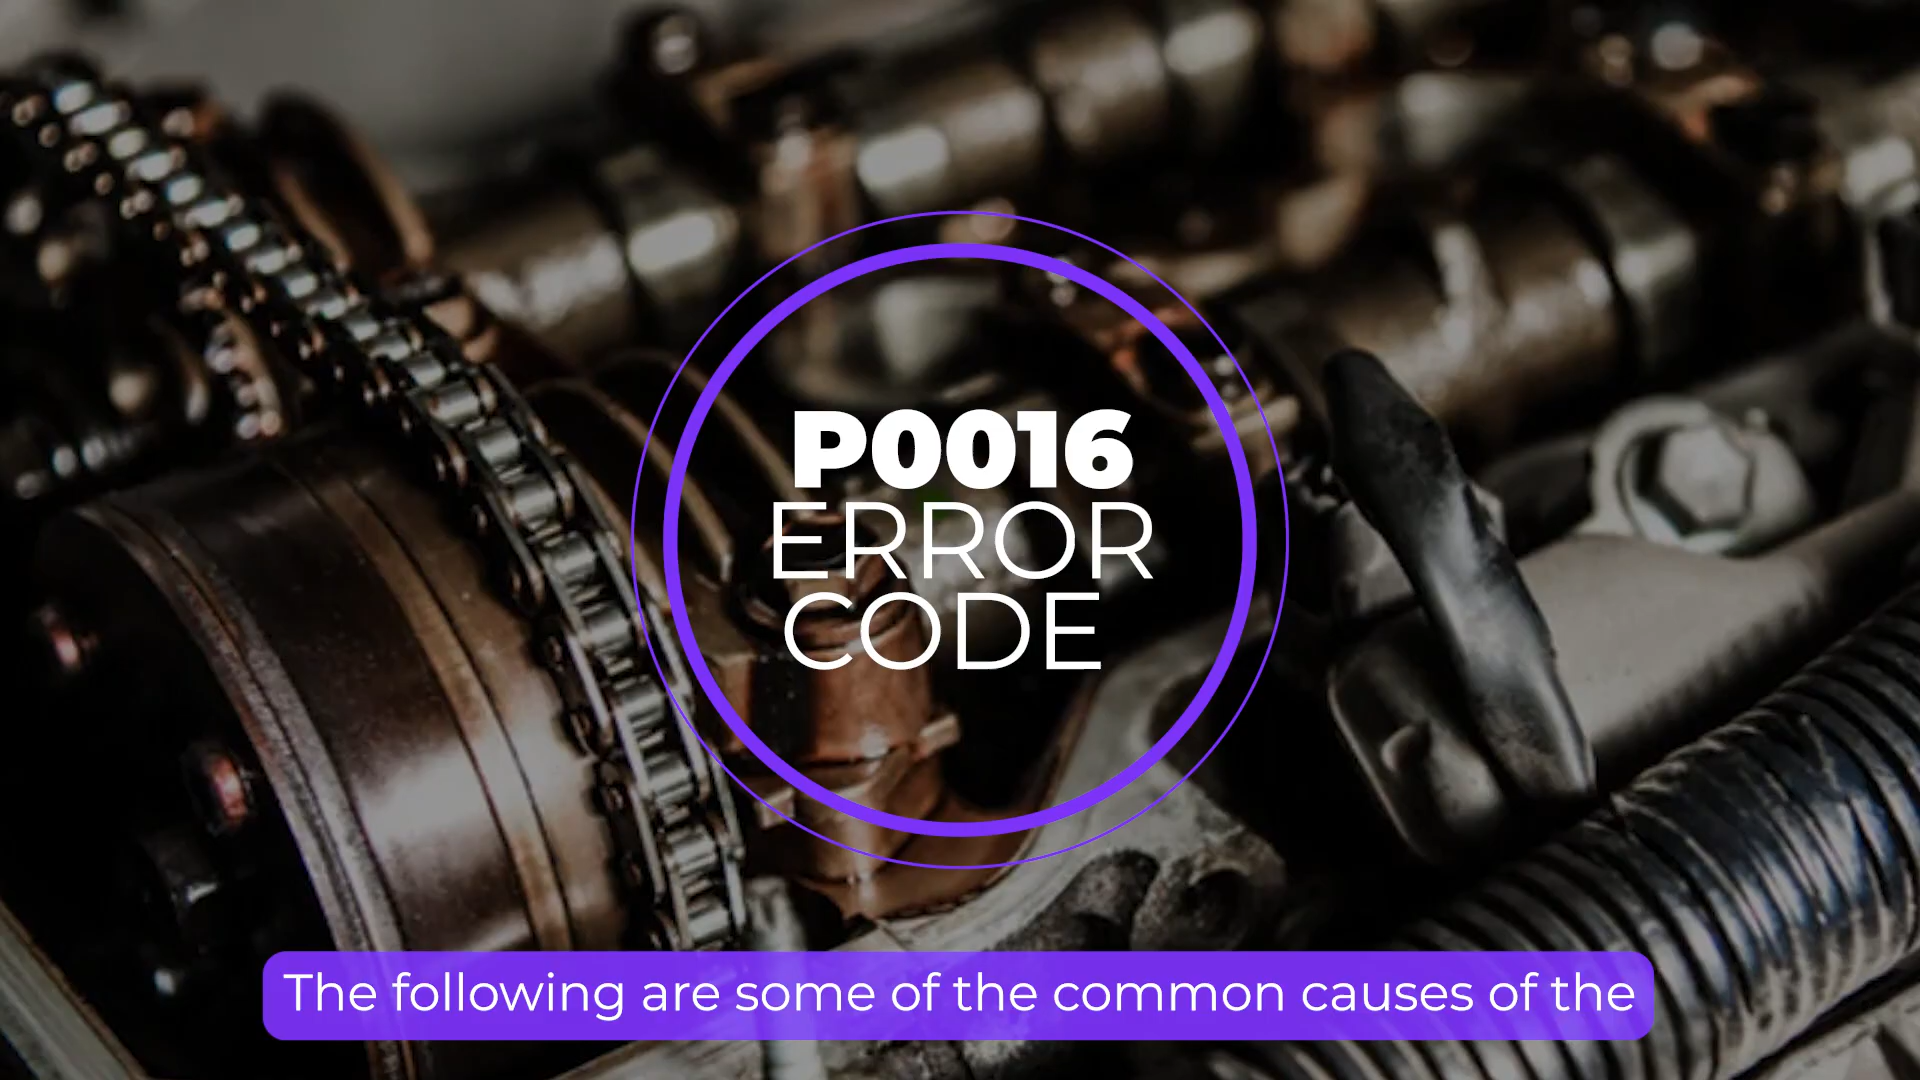 P0016
ERROR
CODE
The following are some of the common causes of the